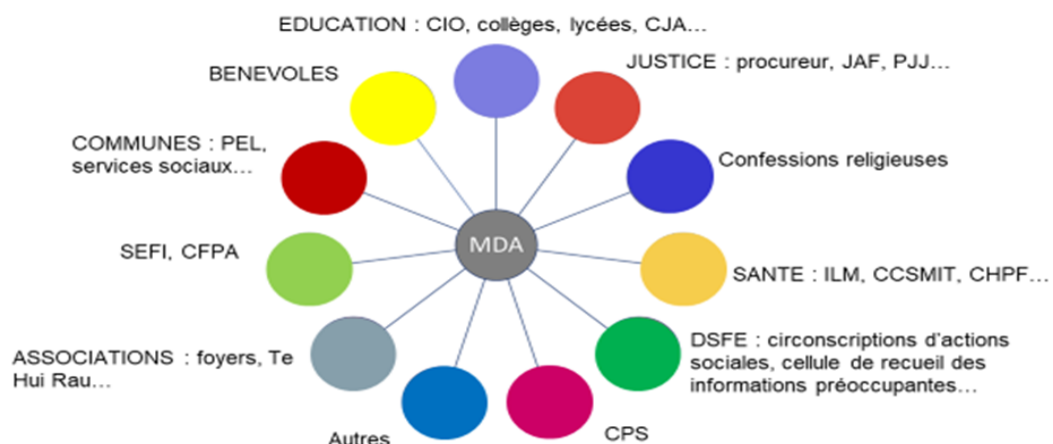 EDUCATION : CIO, collèges, lycées, CJA…
JUSTICE : procureur, JAF, PJJ…
BENEVOLES
COMMUNES : PEL,
services sociaux…
Confessions religieuses
MDA
SEFI, CFPA
SANTE : ILM, CCSMIT, CHPF…
DSFE : circonscriptions d’actions
sociales, cellule de recueil des
informations préoccupantes…
ASSOCIATIONS : foyers, Te
Hui Rau…
Autres
CPS